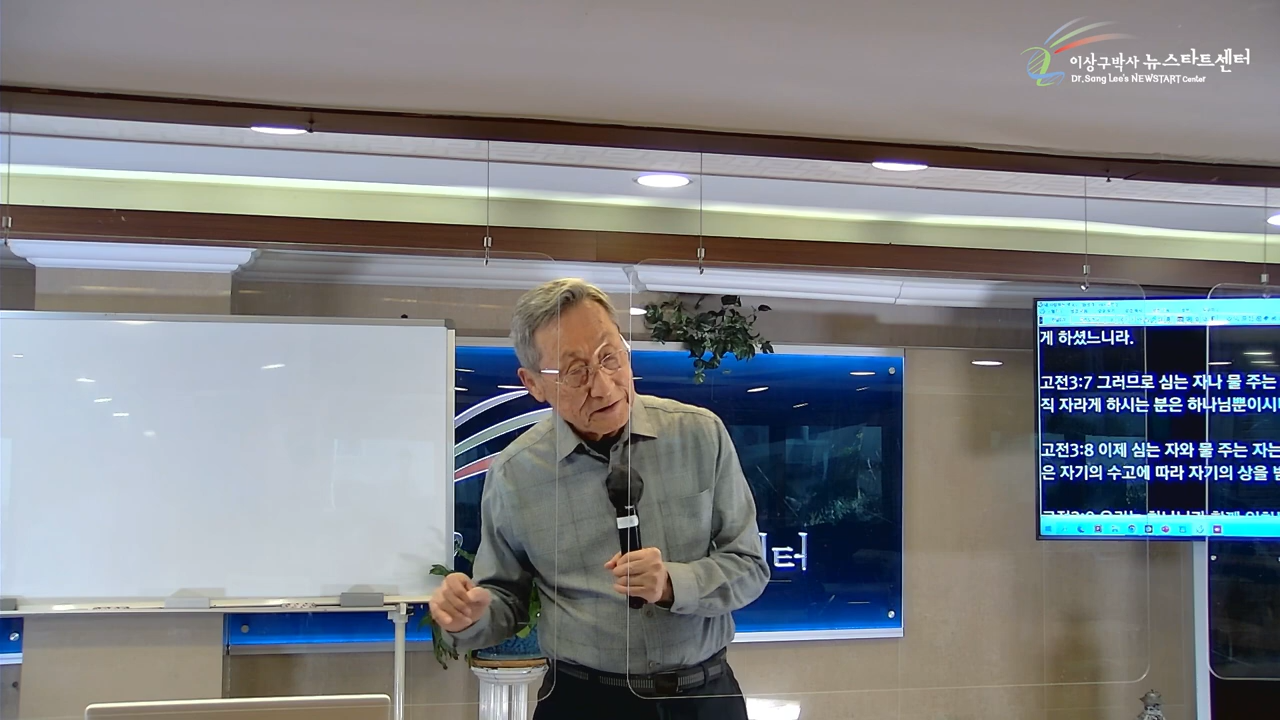 이상구박사 뉴스타트센터
Dr. Sang Lee's NEWSTART Center
게 하셨느니라.
고전3:7 그러므로 심는 자나 물 주는
직 자라게 하시는 분은 하나님뿐이시
고전3:8 이제 심는 자와 물 주는 자는
은 자기의 수고에 따라 자기의 상을
터